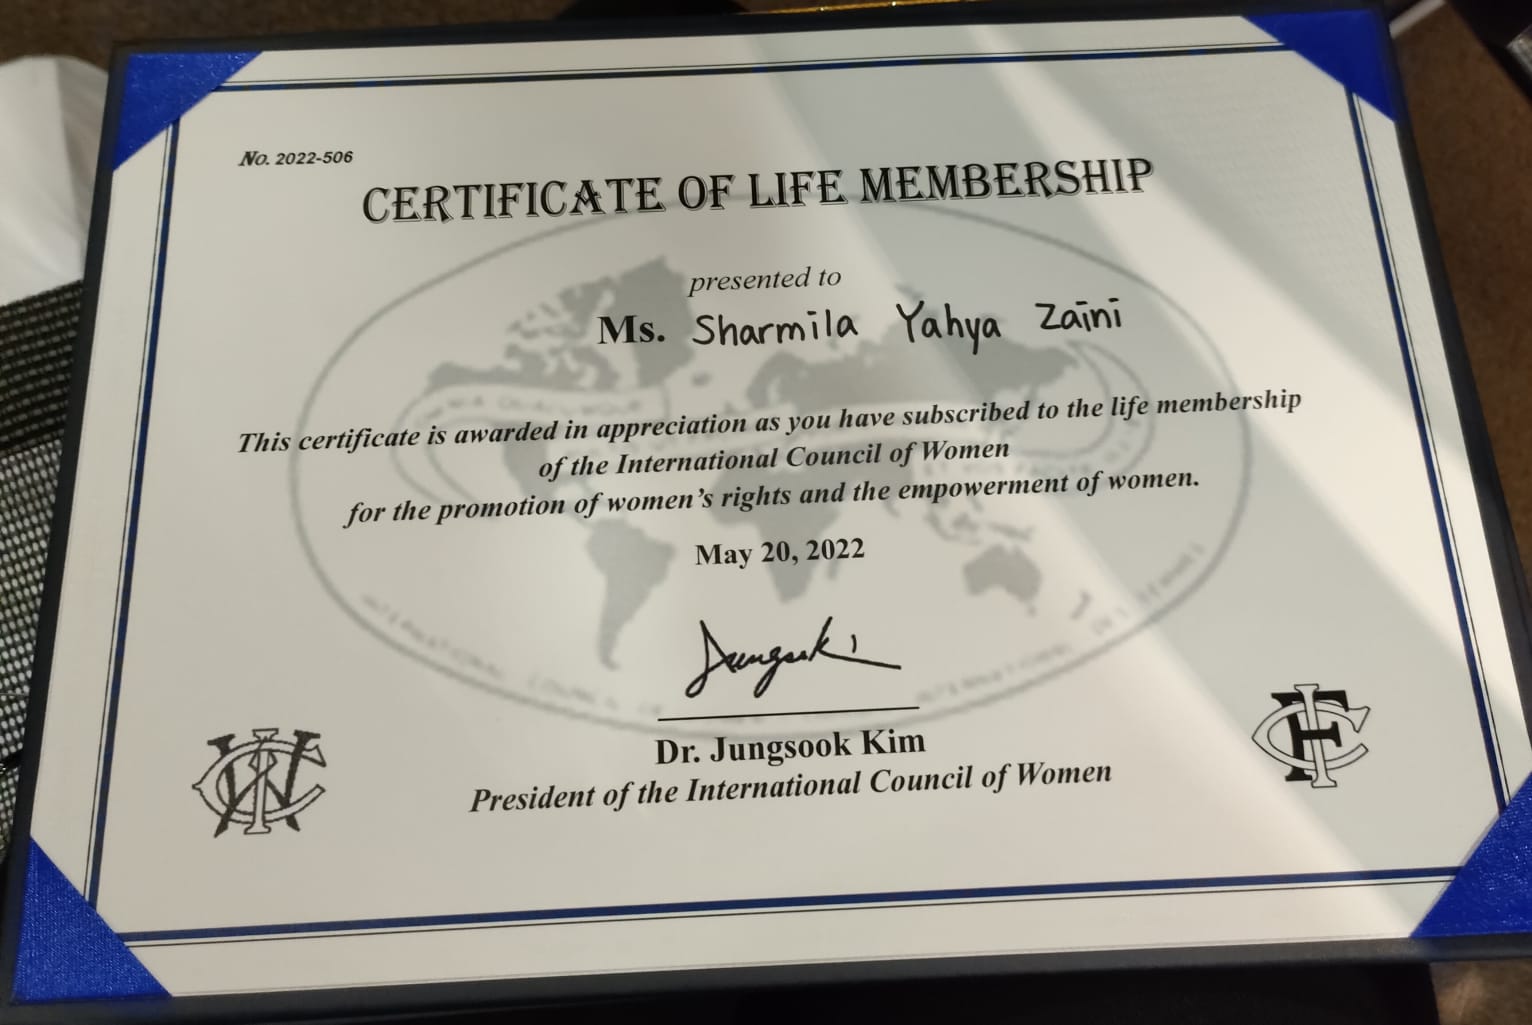 No. 2022-506
CERTIFICATE OF LIFE MEMBERSHIP
presented to
Ms. Sharmila Yahya Zaini
This certificate is awarded in appreciation as you have subscribed to the life membership
of the International Council of Women
for the promotion of women's rights and the empowerment of women.
May 20, 2022
Jungsook
Dr. Jungsook Kim
President of the International Council of Women